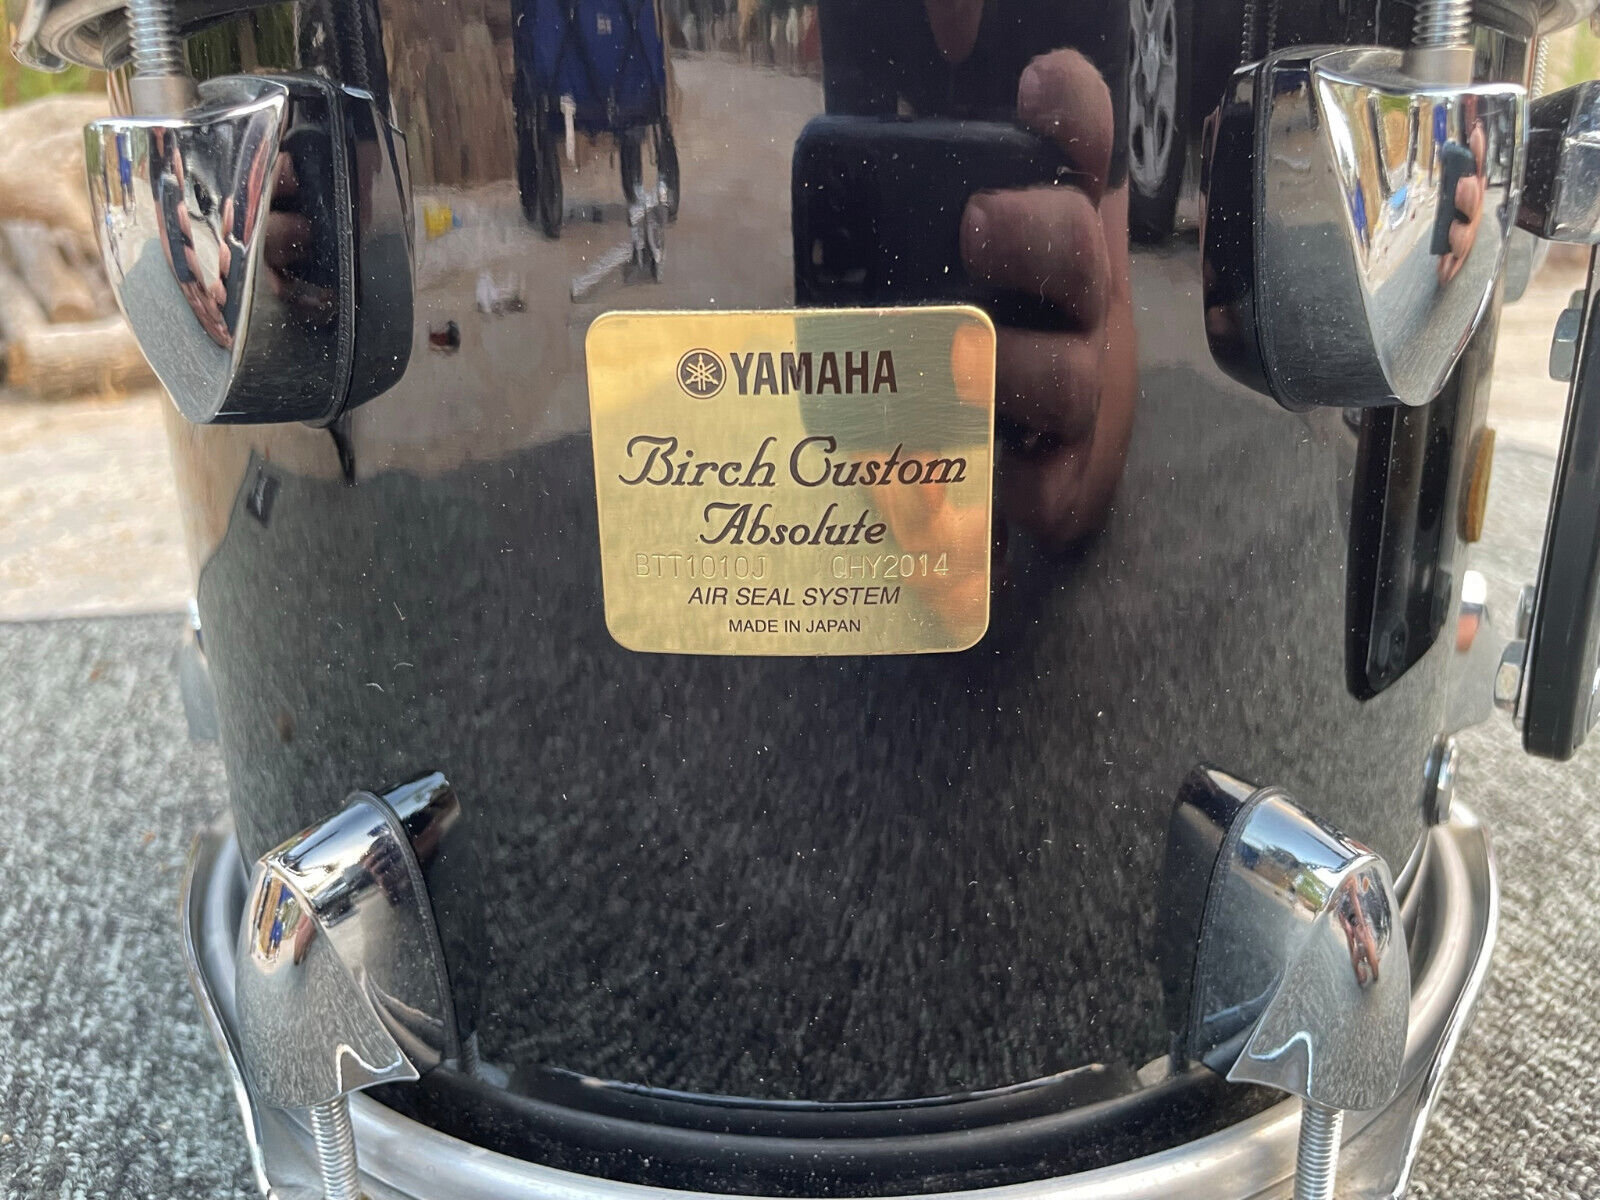 YAMAHA
Birch Custom
Absolute
BTT1010J QHY2014
AIR SEAL SYSTEM
MADE IN JAPAN